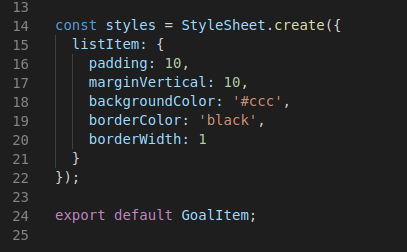 13
14 const styles = StyleSheet.create({
15   listItem: {
16     padding: 10,
17     marginVertical: 10,
18     backgroundColor: '#ccc',
19     borderColor: 'black',
20     borderWidth: 1
21   }
22 });
23
24 export default GoalItem;
25